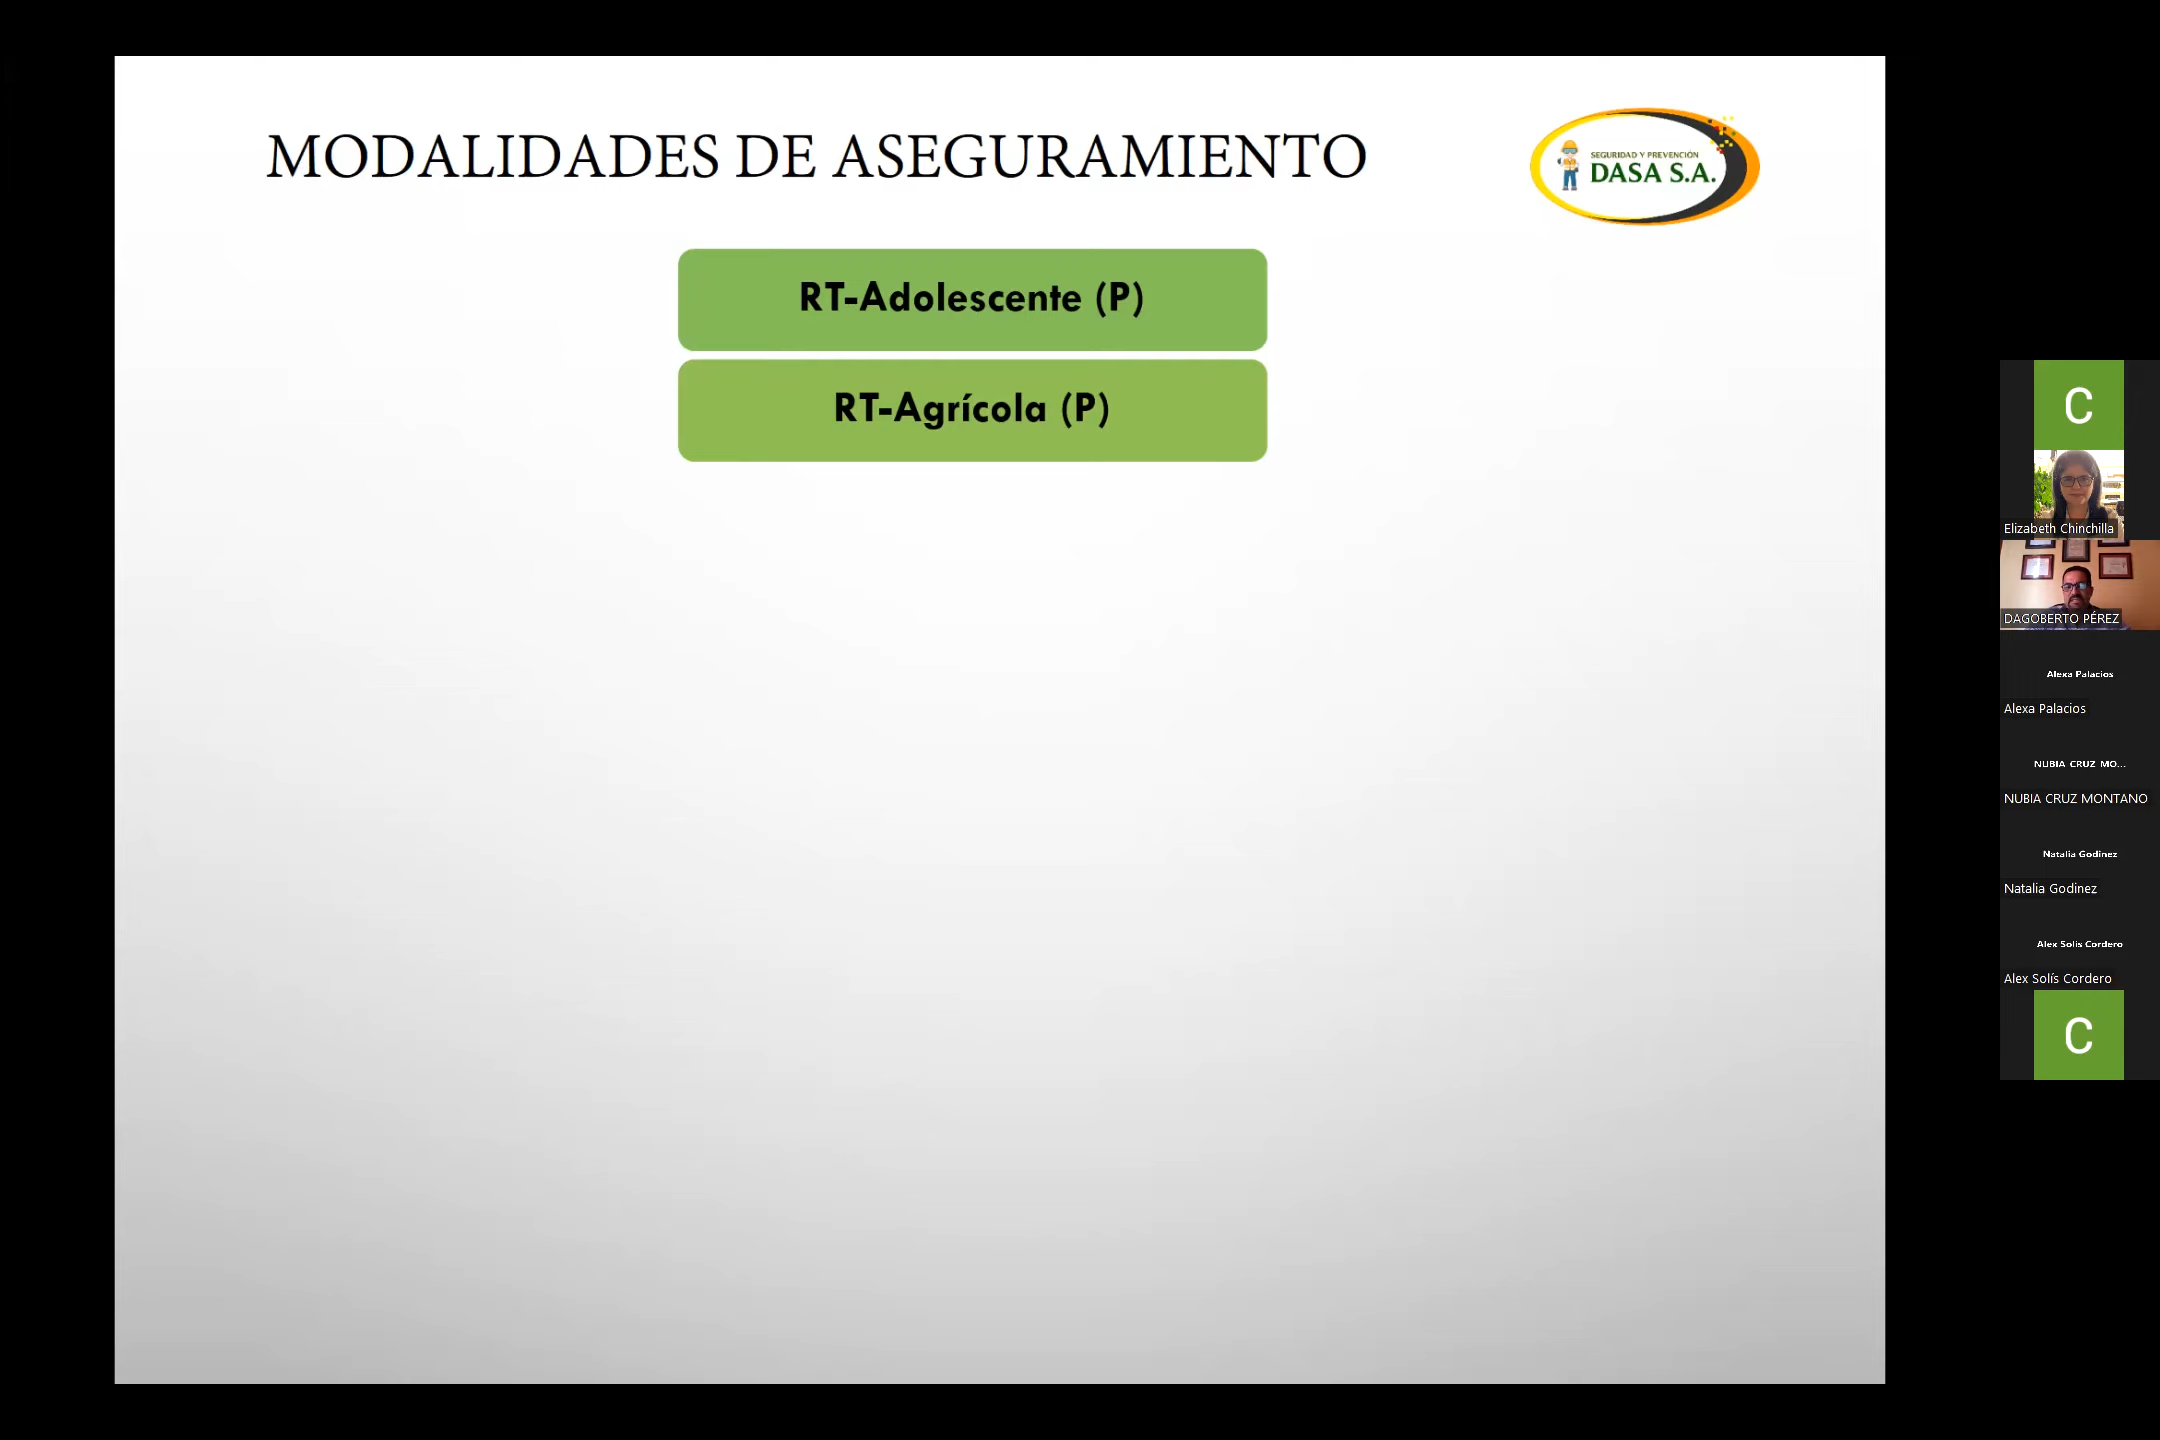 MODALIDADES DE ASEGURAMIENTO
SEGURIDAD Y PREVENCIÓN
DASA S.A.
RT-Adolescente (P)
RT-Agrícola (P)
C
Elizabeth Chinchilla
DAGOBERTO PÉREZ
Alexa Palacios
Alexa Palacios
NUBIA CRUZ MO...
NUBIA CRUZ MONTANO
Natalia Godinez
Natalia Godinez
Alex Solís Cordero
Alex Solís Cordero
C